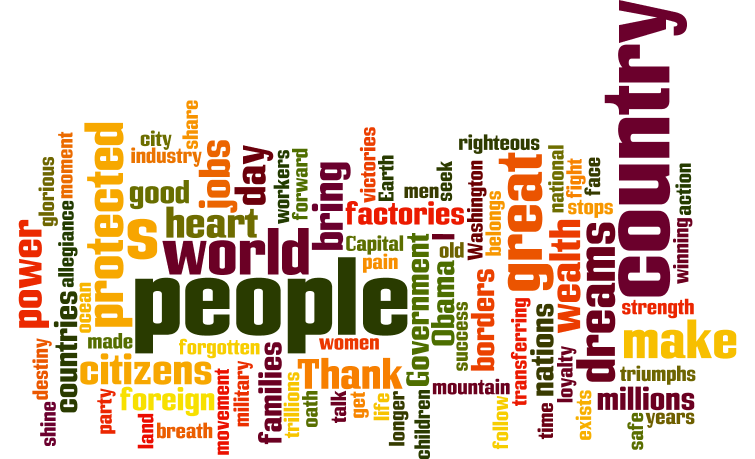 country
share
city
industry
protected
moment
glorious
jobs
day
workers
forward
victories
Earth
righteous
men
seek
Washington
national
fight
face
stops
action
good
s
heart
bring
factories
great
belongs
power
allegiance
world
Capital
pain
old
I
Government
Obama
wealth
dreams
winning
ocean
countries
people
borders
success
transferring
nations
strength
made
forgotten
women
make
destiny
citizens
families
Thank
mountain
loyalty
triumphs
shine
party
foreign
movement
military
trillions
oath
talk
get
life
longer
children
follow
time
exists
millions
safe
years
land
breath